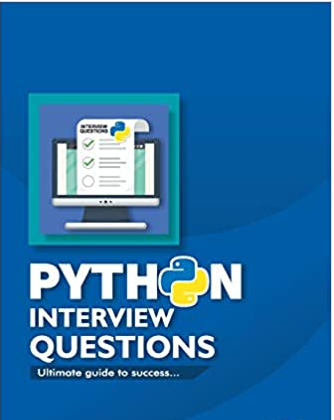 INTERVIEW
QUESTIONS
PYTHON
INTERVIEW
QUESTIONS
Ultimate guide to success...